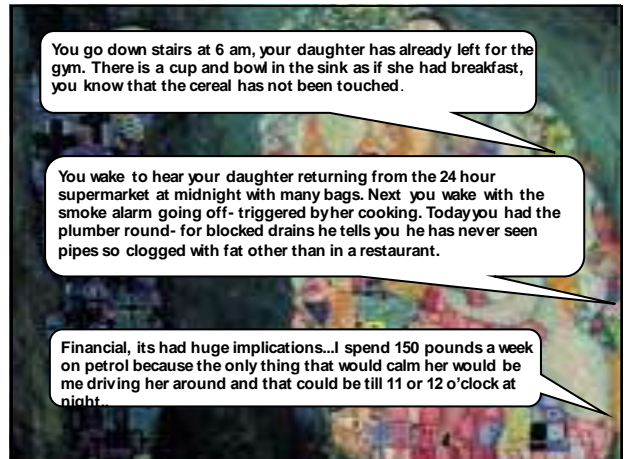 You go down stairs at 6 am, your daughter has already left for the
gym. There is a cup and bowl in the sink as if she had breakfast,
you know that the cereal has not been touched.
You wake to hear your daughter returning from the 24 hour
supermarket at midnight with many bags. Next you wake with the
smoke alarm going off- triggered by her cooking. Today you had the
plumber round- for blocked drains he tells you he has never seen
pipes so clogged with fat other than in a restaurant.
Financial, its had huge implications...I spend 150 pounds a week
on petrol because the only thing that would calm her would be
me driving her around and that could be till 11 or 12 o'clock at
night..